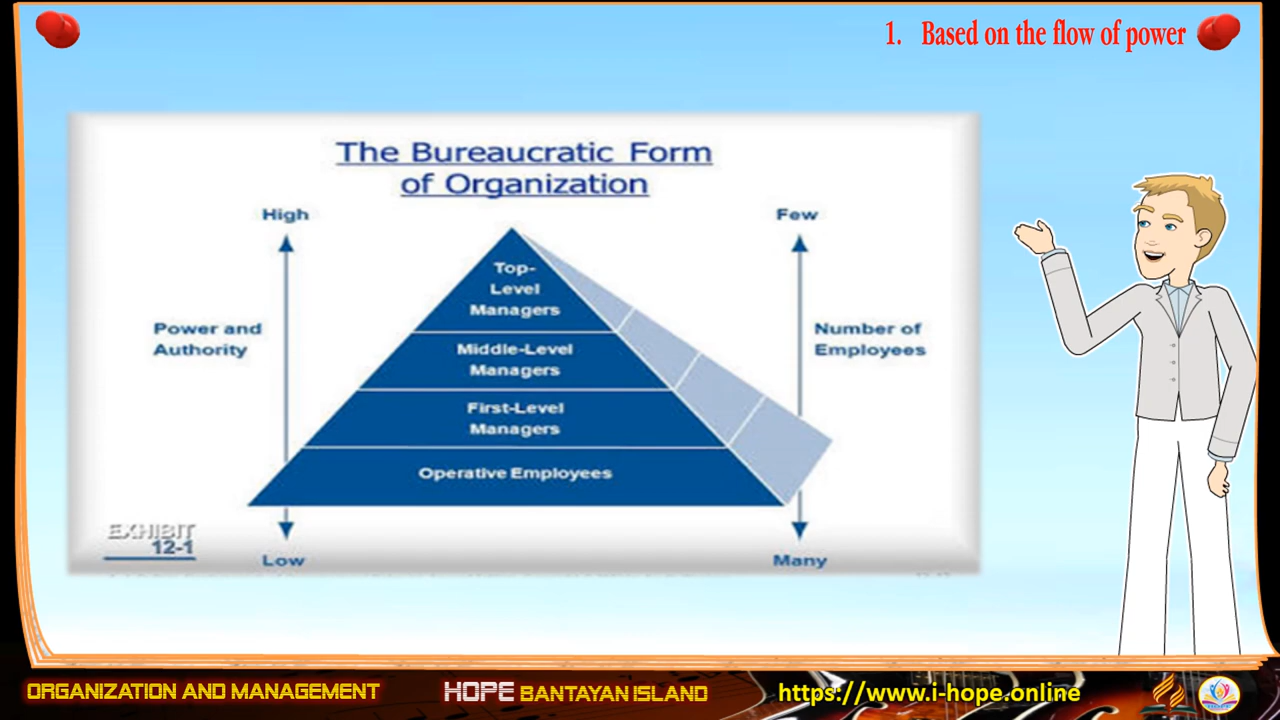 1. Based on the flow of power
The Bureaucratic Form
of Organization
High
Few
Top-
Level
Managers
Power and
Authority
Number of
Employees
Middle-Level
Managers
First-Level
Managers
Operative Employees
EXHIBIT
12-1
Low
Many
ORGANIZATION AND MANAGEMENT
HOPE BANTAYAN ISLAND
https://www.i-hope.online